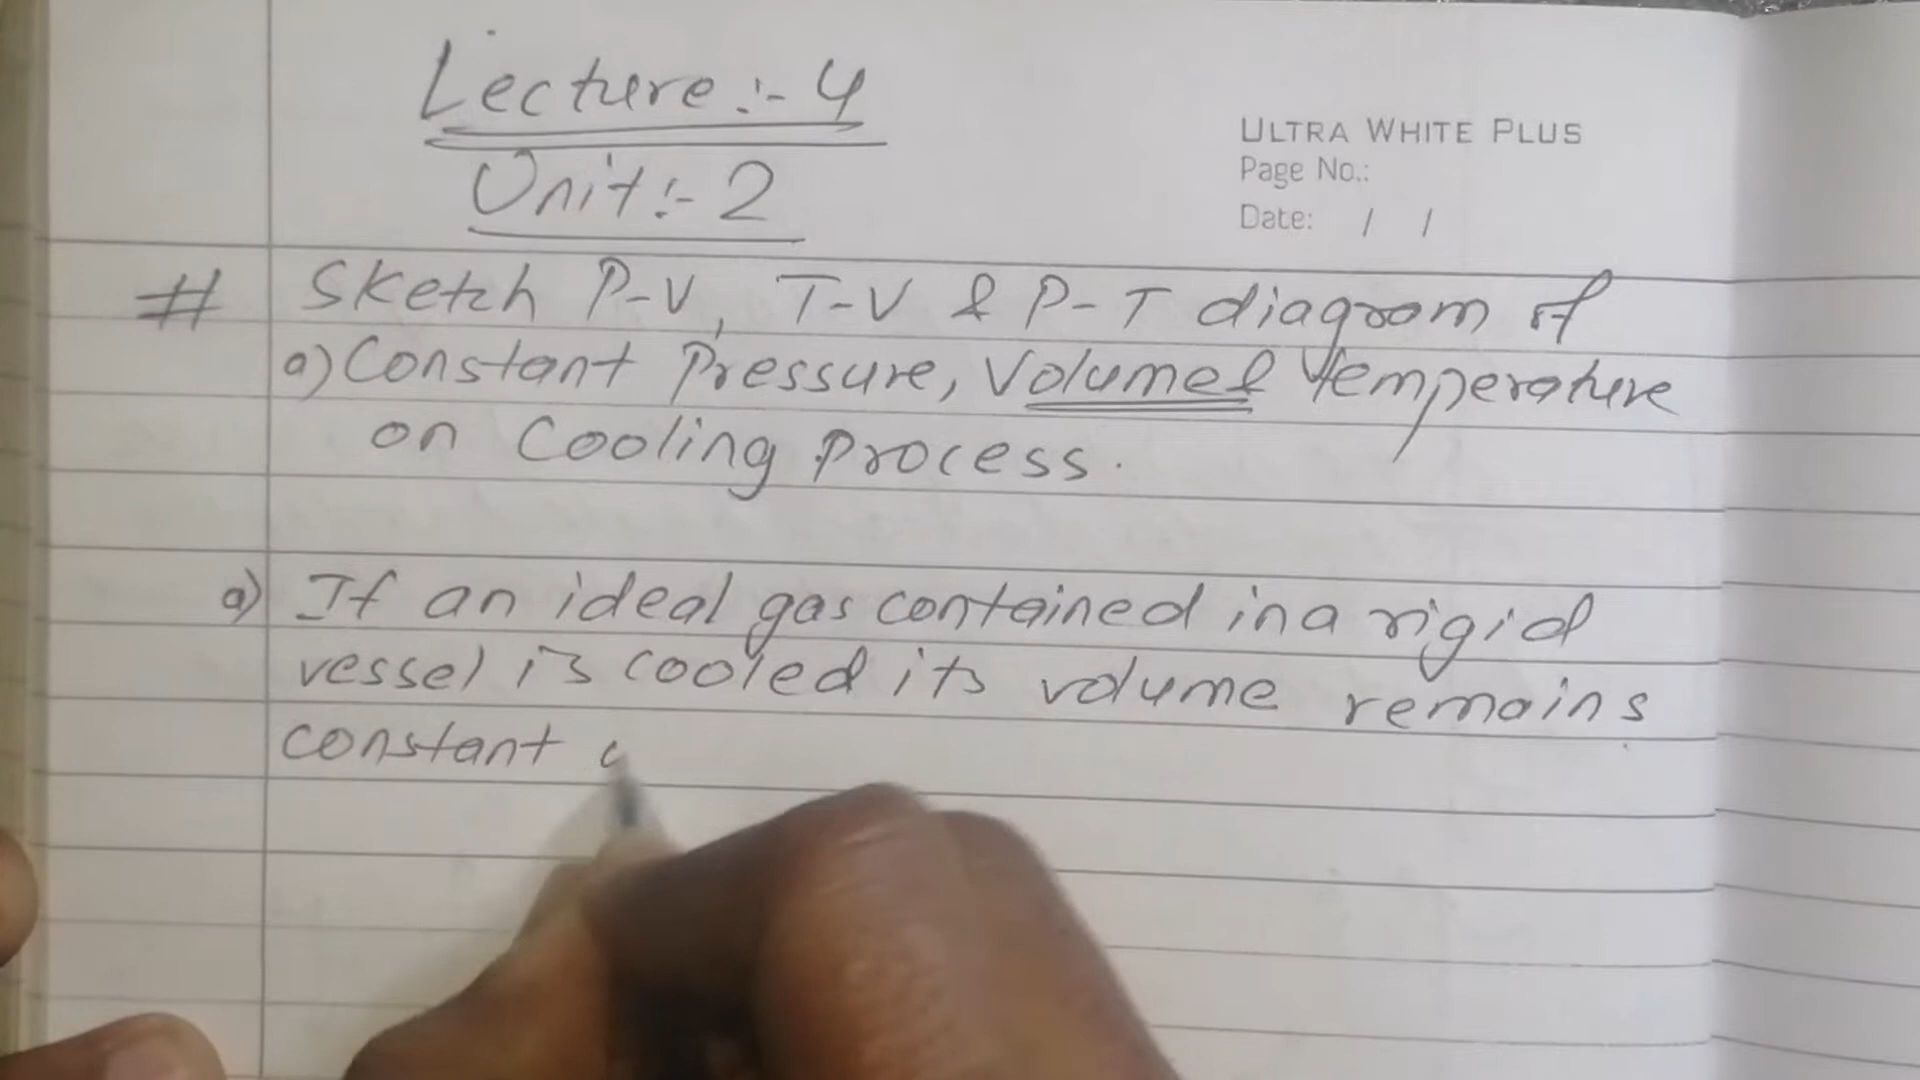 Lecture:- 4
Unit:- 2
ULTRA WHITE PLUS
Page No.:
Date: / /
# Sketch P-V, T-V & P-T diagram of
a) Constant Pressure, Volume & temperature
on Cooling process.
a) If an ideal gas contained in a rigid
vessel is cooled its volume remains
constant